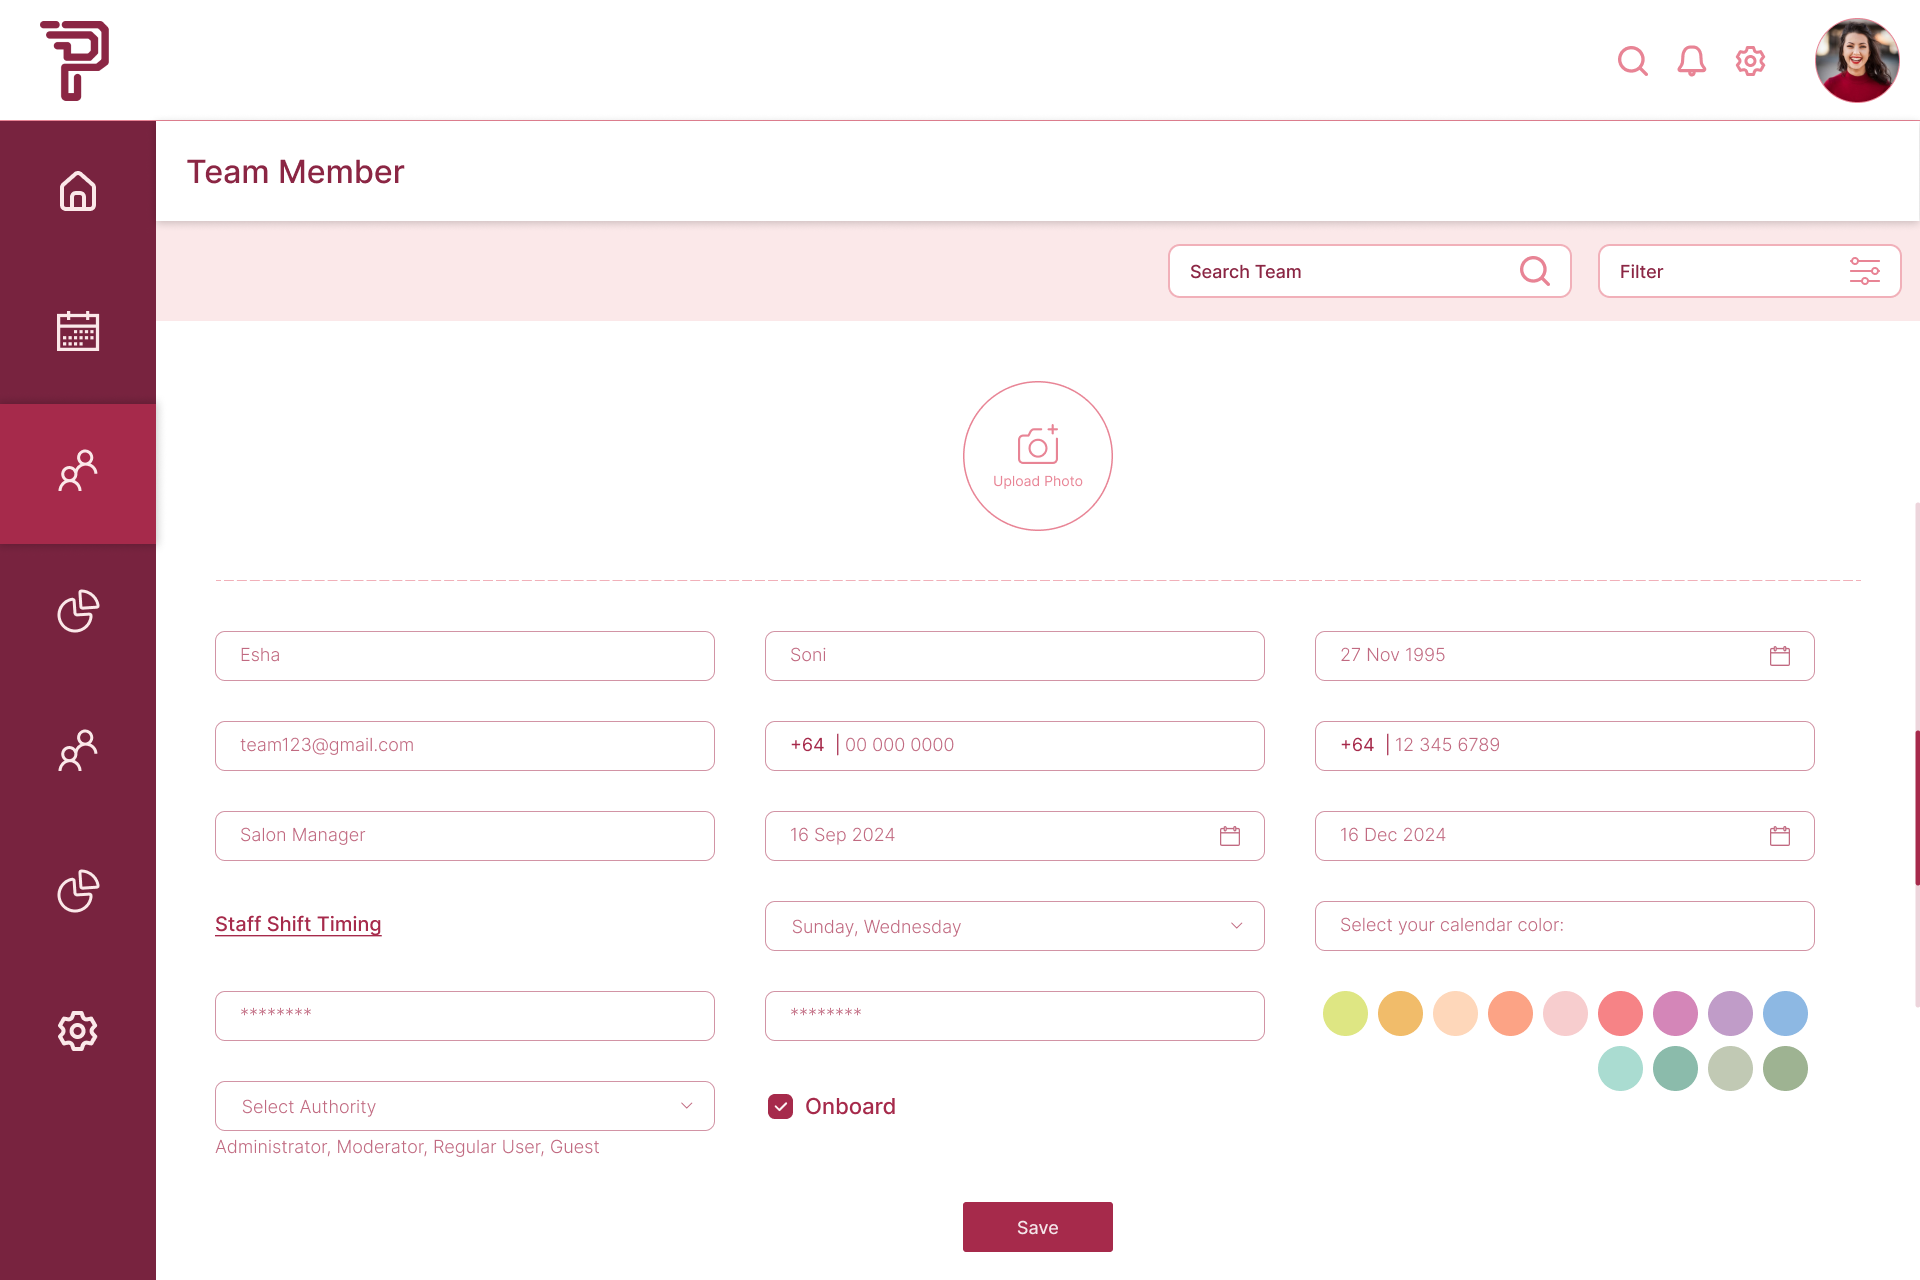 Team Member
Search Team
Filter
Upload Photo
Esha
Soni
27 Nov 1995
team123@gmail.com
+64 | 00 000 0000
+64 | 12 345 6789
Salon Manager
16 Sep 2024
16 Dec 2024
Staff Shift Timing
Sunday, Wednesday
Select your calendar color:
********
********
Select Authority
Onboard
Administrator, Moderator, Regular User, Guest
Save